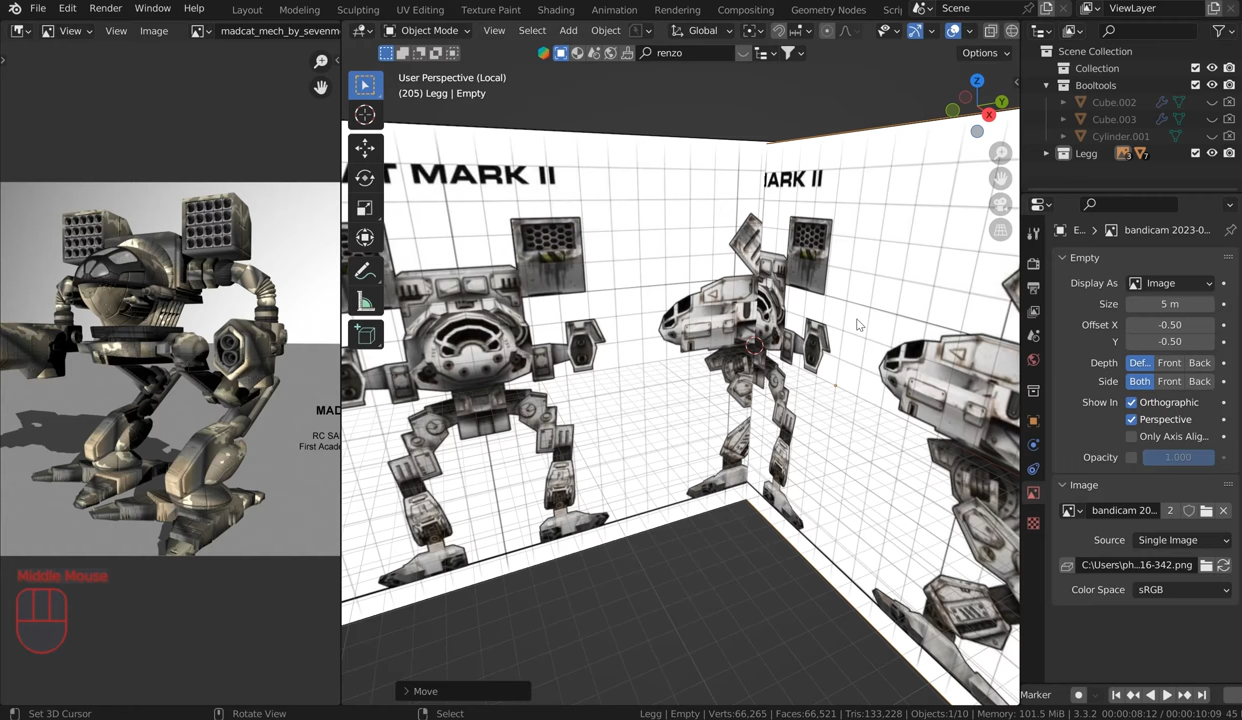 File Edit Render Window Help
Layout Modeling Sculpting UV Editing Texture Paint Shading Animation Rendering Compositing Geometry Nodes Scri
Scene
ViewLayer
View View Image madcat_mech_by_sevenm
Object Mode View Select Add Object Global
renzo
Options
User Perspective (Local)
(205) Legg | Empty
Z
Y
X
AT MARK II
ARK II
MAD
RC SA
First Acade
Middle Mouse
Move
Scene Collection
Collection
Booltools
Cube.002
Cube.003
Cylinder.001
Legg
3
7
E... bandicam 2023-0...
Empty
Display As Image
Size 5 m
Offset X -0.50
Y -0.50
Depth Def... Front Back
Side Both Front Back
Show In Orthographic
Perspective
Only Axis Alig...
Opacity 1.000
Image
bandicam 20... 2
Source Single Image
C:\Users\ph...16-342.png
Color Space sRGB
Marker
Set 3D Cursor Rotate View Select
Legg | Empty | Verts:66,265 | Faces:66,521 | Tris:133,228 | Objects:1/10 | Memory: 101.5 MiB | 3.3.2 00:00:08:12 / 00:00:10:09 45